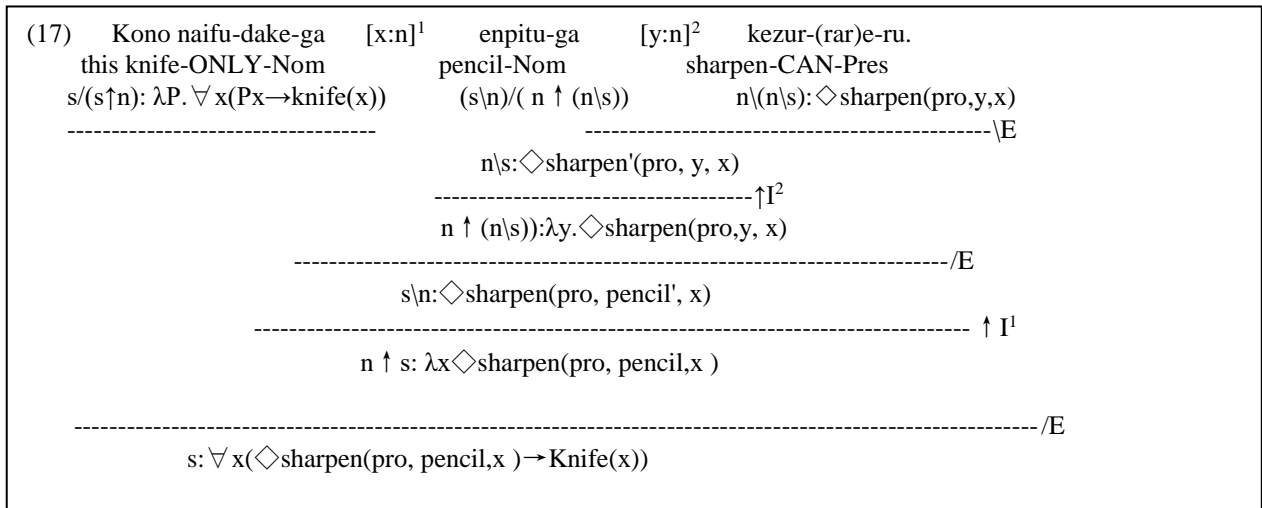 (17) Kono naifu-dake-ga [x:n]¹ enpitu-ga [y:n]² kezur-(rar)e-ru.
this knife-ONLY-Nom pencil-Nom sharpen-CAN-Pres
s/(s↑n): λP.∀x(Px→knife(x)) (s\n)/( n ↑ (n\s)) n\(n\s):◇sharpen(pro,y,x)
----------------------------------- ----------------------------------------------\E
n\s:◇sharpen'(pro, y, x)
------------------------------------↑I²
n ↑ (n\s)):λy.◇sharpen(pro,y, x)
--------------------------------------------------------------------------/E
s\n:◇sharpen(pro, pencil', x)
--------------------------------------------------------------------------------- ↑ I¹
n ↑ s: λx◇sharpen(pro, pencil,x )
-------------------------------------------------------------------------------------------------------------/E
s:∀x(◇sharpen(pro, pencil,x )→Knife(x))